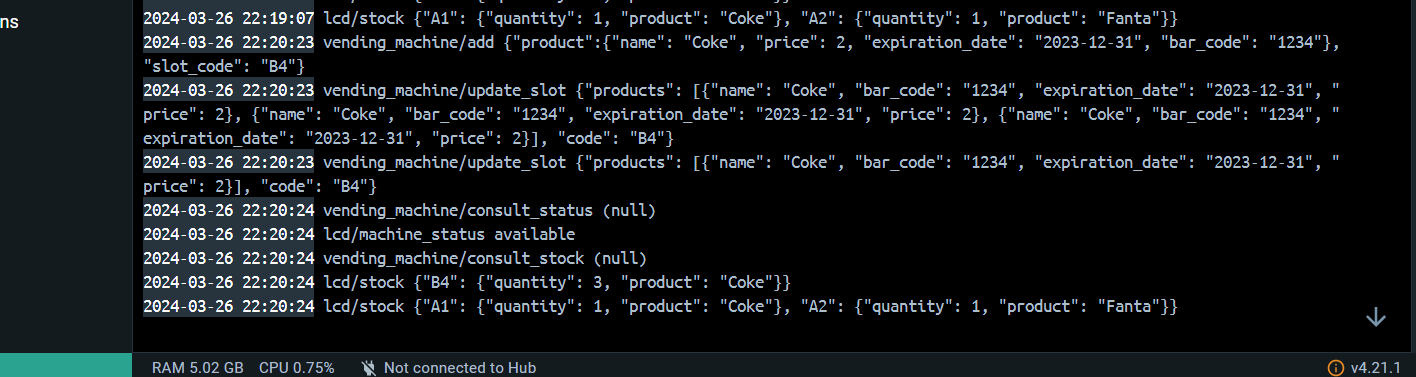 ns
2024-03-26 22:19:07 lcd/stock {"A1": {"quantity": 1, "product": "Coke"}, "A2": {"quantity": 1, "product": "Fanta"}}
2024-03-26 22:20:23 vending_machine/add {"product":{"name": "Coke", "price": 2, "expiration_date": "2023-12-31", "bar_code": "1234"},
"slot_code": "B4"}
2024-03-26 22:20:23 vending_machine/update_slot {"products": [{"name": "Coke", "bar_code": "1234", "expiration_date": "2023-12-31", "
price": 2}, {"name": "Coke", "bar_code": "1234", "expiration_date": "2023-12-31", "price": 2}, {"name": "Coke", "bar_code": "1234", "
expiration_date": "2023-12-31", "price": 2}], "code": "B4"}
2024-03-26 22:20:23 vending_machine/update_slot {"products": [{"name": "Coke", "bar_code": "1234", "expiration_date": "2023-12-31", "
price": 2}], "code": "B4"}
2024-03-26 22:20:24 vending_machine/consult_status (null)
2024-03-26 22:20:24 lcd/machine_status available
2024-03-26 22:20:24 vending_machine/consult_stock (null)
2024-03-26 22:20:24 lcd/stock {"B4": {"quantity": 3, "product": "Coke"}}
2024-03-26 22:20:24 lcd/stock {"A1": {"quantity": 1, "product": "Coke"}, "A2": {"quantity": 1, "product": "Fanta"}}
RAM 5.02 GB CPU 0.75% Not connected to Hub v4.21.1